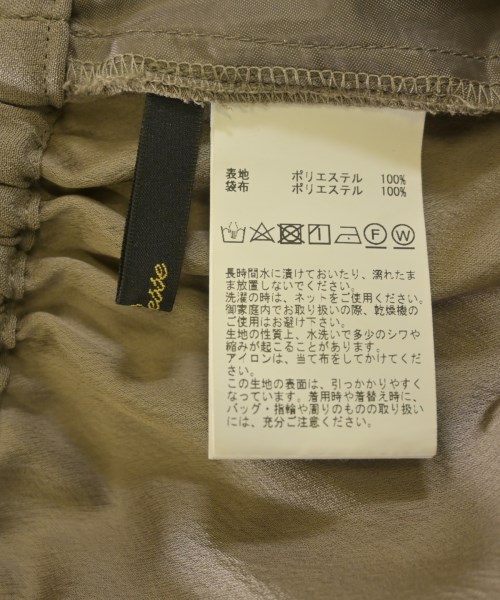 表地 ポリエステル 100%
袋布 ポリエステル 100%
F W
長時間水に漬けておいたり、濡れたま
ま放置しないでください。
洗濯の時は、ネットをご使用ください。
御家庭内でお取り扱いの際、乾燥機の
ご使用はお避け下さい。
生地の性質上、水洗いで多少のシワや
縮みが起こることがあります。
アイロンは、当て布をしてかけてくだ
さい。
この生地の表面は、引っかかりやすく
なっています。着用時や着替え時に、
バッグ・指輪や周りのものの取り扱い
には、充分ご注意ください。